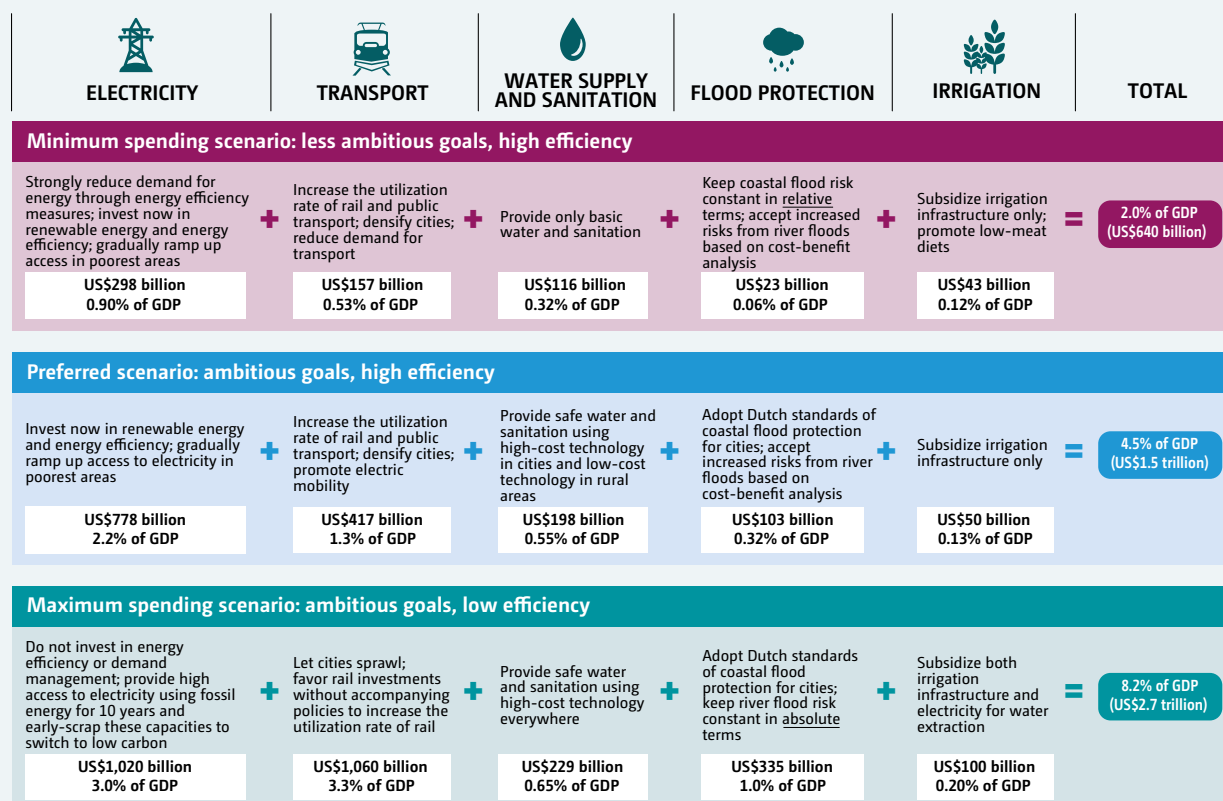 ELECTRICITY
TRANSPORT
WATER SUPPLY
AND SANITATION
FLOOD PROTECTION
IRRIGATION
TOTAL
Minimum spending scenario: less ambitious goals, high efficiency
Strongly reduce demand for
energy through energy efficiency
measures; invest now in
renewable energy and energy
efficiency; gradually ramp up
access in poorest areas
US$298 billion
0.90% of GDP
+
Increase the utilization
rate of rail and public
transport; densify cities;
reduce demand for
transport
US$157 billion
0.53% of GDP
+
Provide only basic
water and sanitation
US$116 billion
0.32% of GDP
+
Keep coastal flood risk
constant in relative
terms; accept increased
risks from river floods
based on cost-benefit
analysis
US$23 billion
0.06% of GDP
+
Subsidize irrigation
infrastructure only;
promote low-meat
diets
US$43 billion
0.12% of GDP
=
2.0% of GDP
(US$640 billion)
Preferred scenario: ambitious goals, high efficiency
Invest now in renewable energy
and energy efficiency; gradually
ramp up access to electricity in
poorest areas
US$778 billion
2.2% of GDP
+
Increase the utilization
rate of rail and public
transport; densify cities;
promote electric
mobility
US$417 billion
1.3% of GDP
+
Provide safe water and
sanitation using
high-cost technology
in cities and low-cost
technology in rural
areas
US$198 billion
0.55% of GDP
+
Adopt Dutch standards of
coastal flood protection
for cities; accept
increased risks from river
floods based on
cost-benefit analysis
US$103 billion
0.32% of GDP
+
Subsidize irrigation
infrastructure only
US$50 billion
0.13% of GDP
=
4.5% of GDP
(US$1.5 trillion)
Maximum spending scenario: ambitious goals, low efficiency
Do not invest in energy
efficiency or demand
management; provide high
access to electricity using fossil
energy for 10 years and
early-scrap these capacities to
switch to low carbon
US$1,020 billion
3.0% of GDP
+
Let cities sprawl;
favor rail investments
without accompanying
policies to increase the
utilization rate of rail
US$1,060 billion
3.3% of GDP
+
Provide safe water
and sanitation using
high-cost technology
everywhere
US$229 billion
0.65% of GDP
+
Adopt Dutch standards
of coastal flood
protection for cities;
keep river flood risk
constant in absolute
terms
US$335 billion
1.0% of GDP
+
Subsidize both
irrigation
infrastructure and
electricity for water
extraction
US$100 billion
0.20% of GDP
=
8.2% of GDP
(US$2.7 trillion)